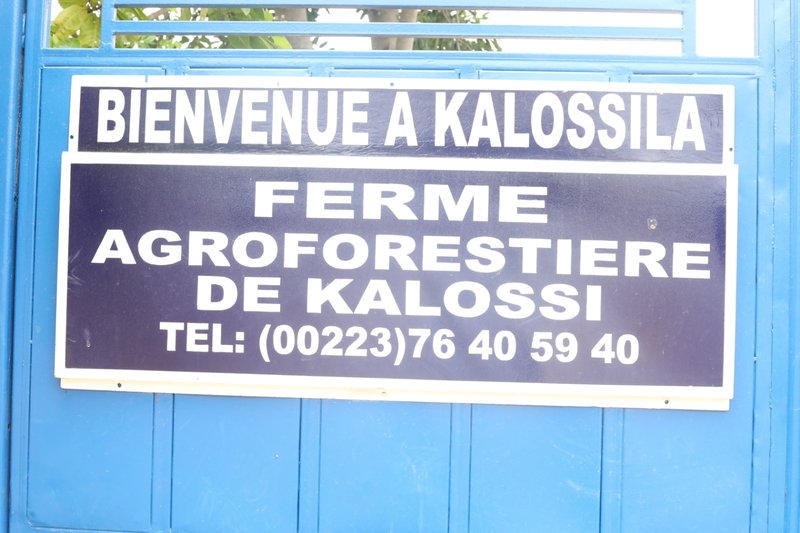 BIENVENUE A KALOSSILA
FERME
AGROFORESTIERE
DE KALOSSI
TEL: (00223)76 40 59 40